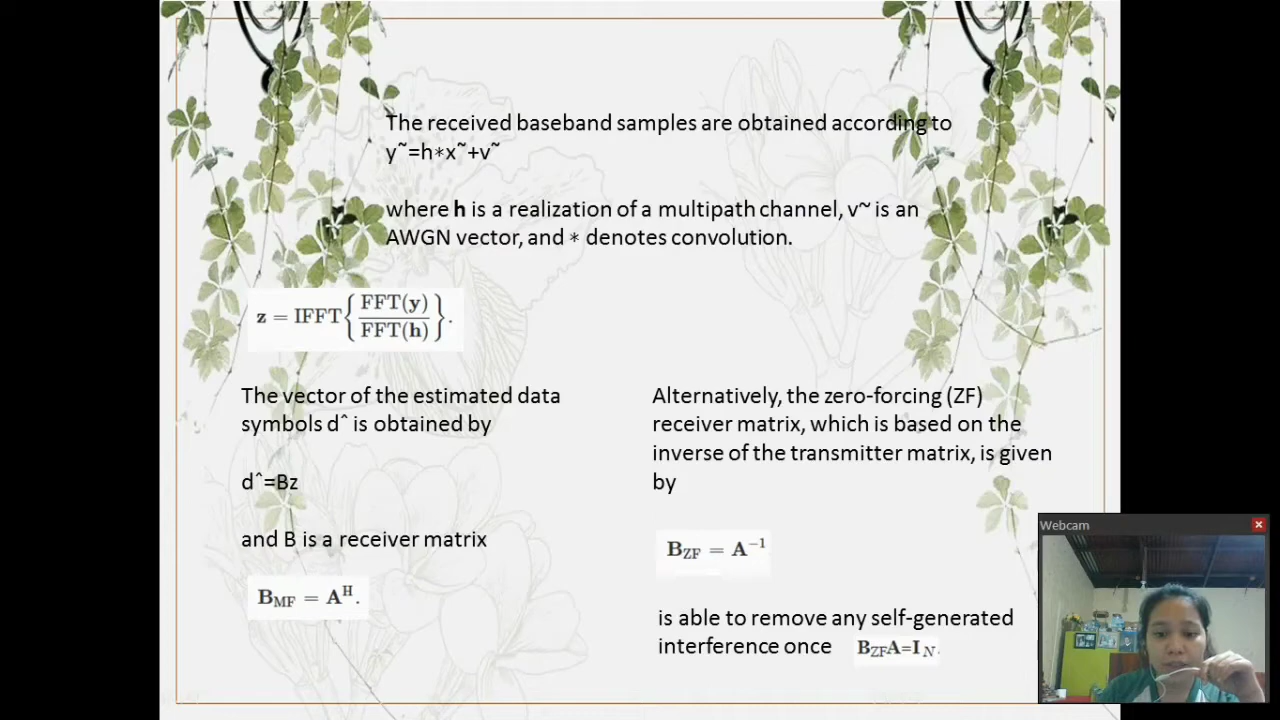 The received baseband samples are obtained according to
y˜=h∗x˜+v˜
where h is a realization of a multipath channel, v~ is an
AWGN vector, and ∗ denotes convolution.
z = IFFT{FFT(y)/FFT(h)}.
The vector of the estimated data
symbols dˆ is obtained by
dˆ=Bz
and B is a receiver matrix
B_MF = A^H.
Alternatively, the zero-forcing (ZF)
receiver matrix, which is based on the
inverse of the transmitter matrix, is given
by
B_ZF = A^−1
is able to remove any self-generated
interference once B_ZF A=I_N.
Webcam